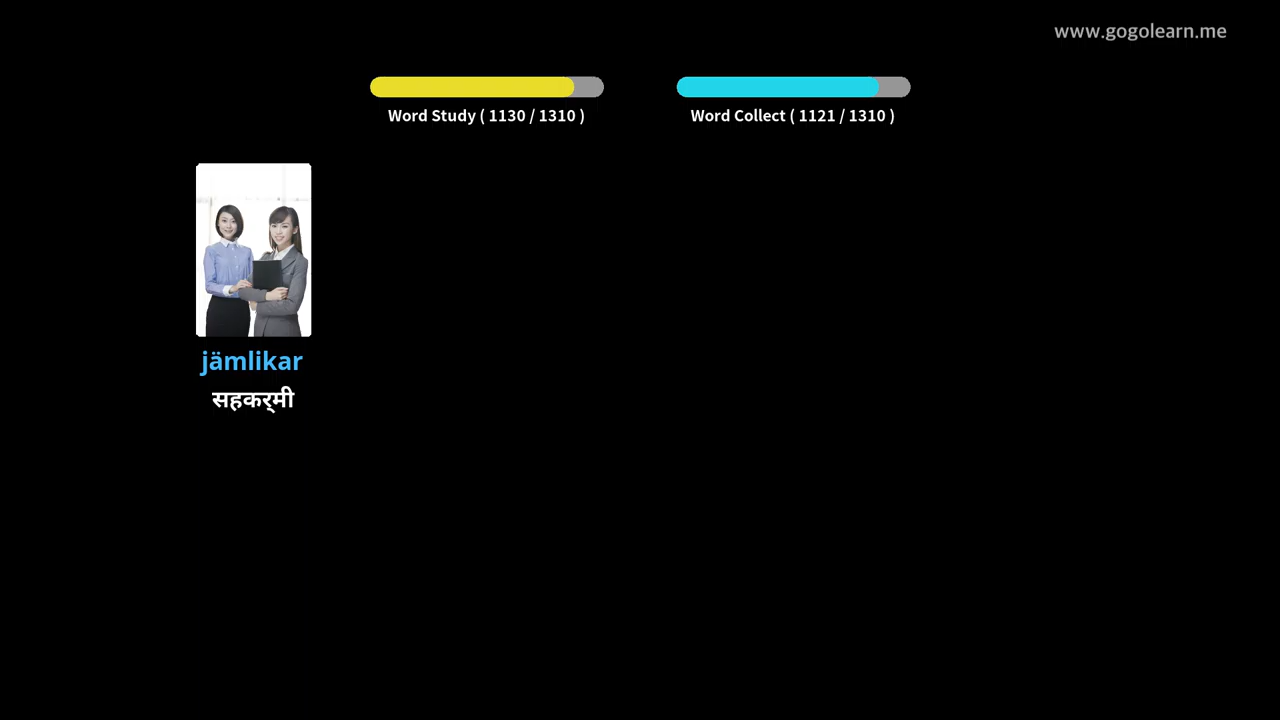 www.gogolearn.me
Word Study ( 1130 / 1310 )
Word Collect ( 1121 / 1310 )
jämlikar
सहकर्मी